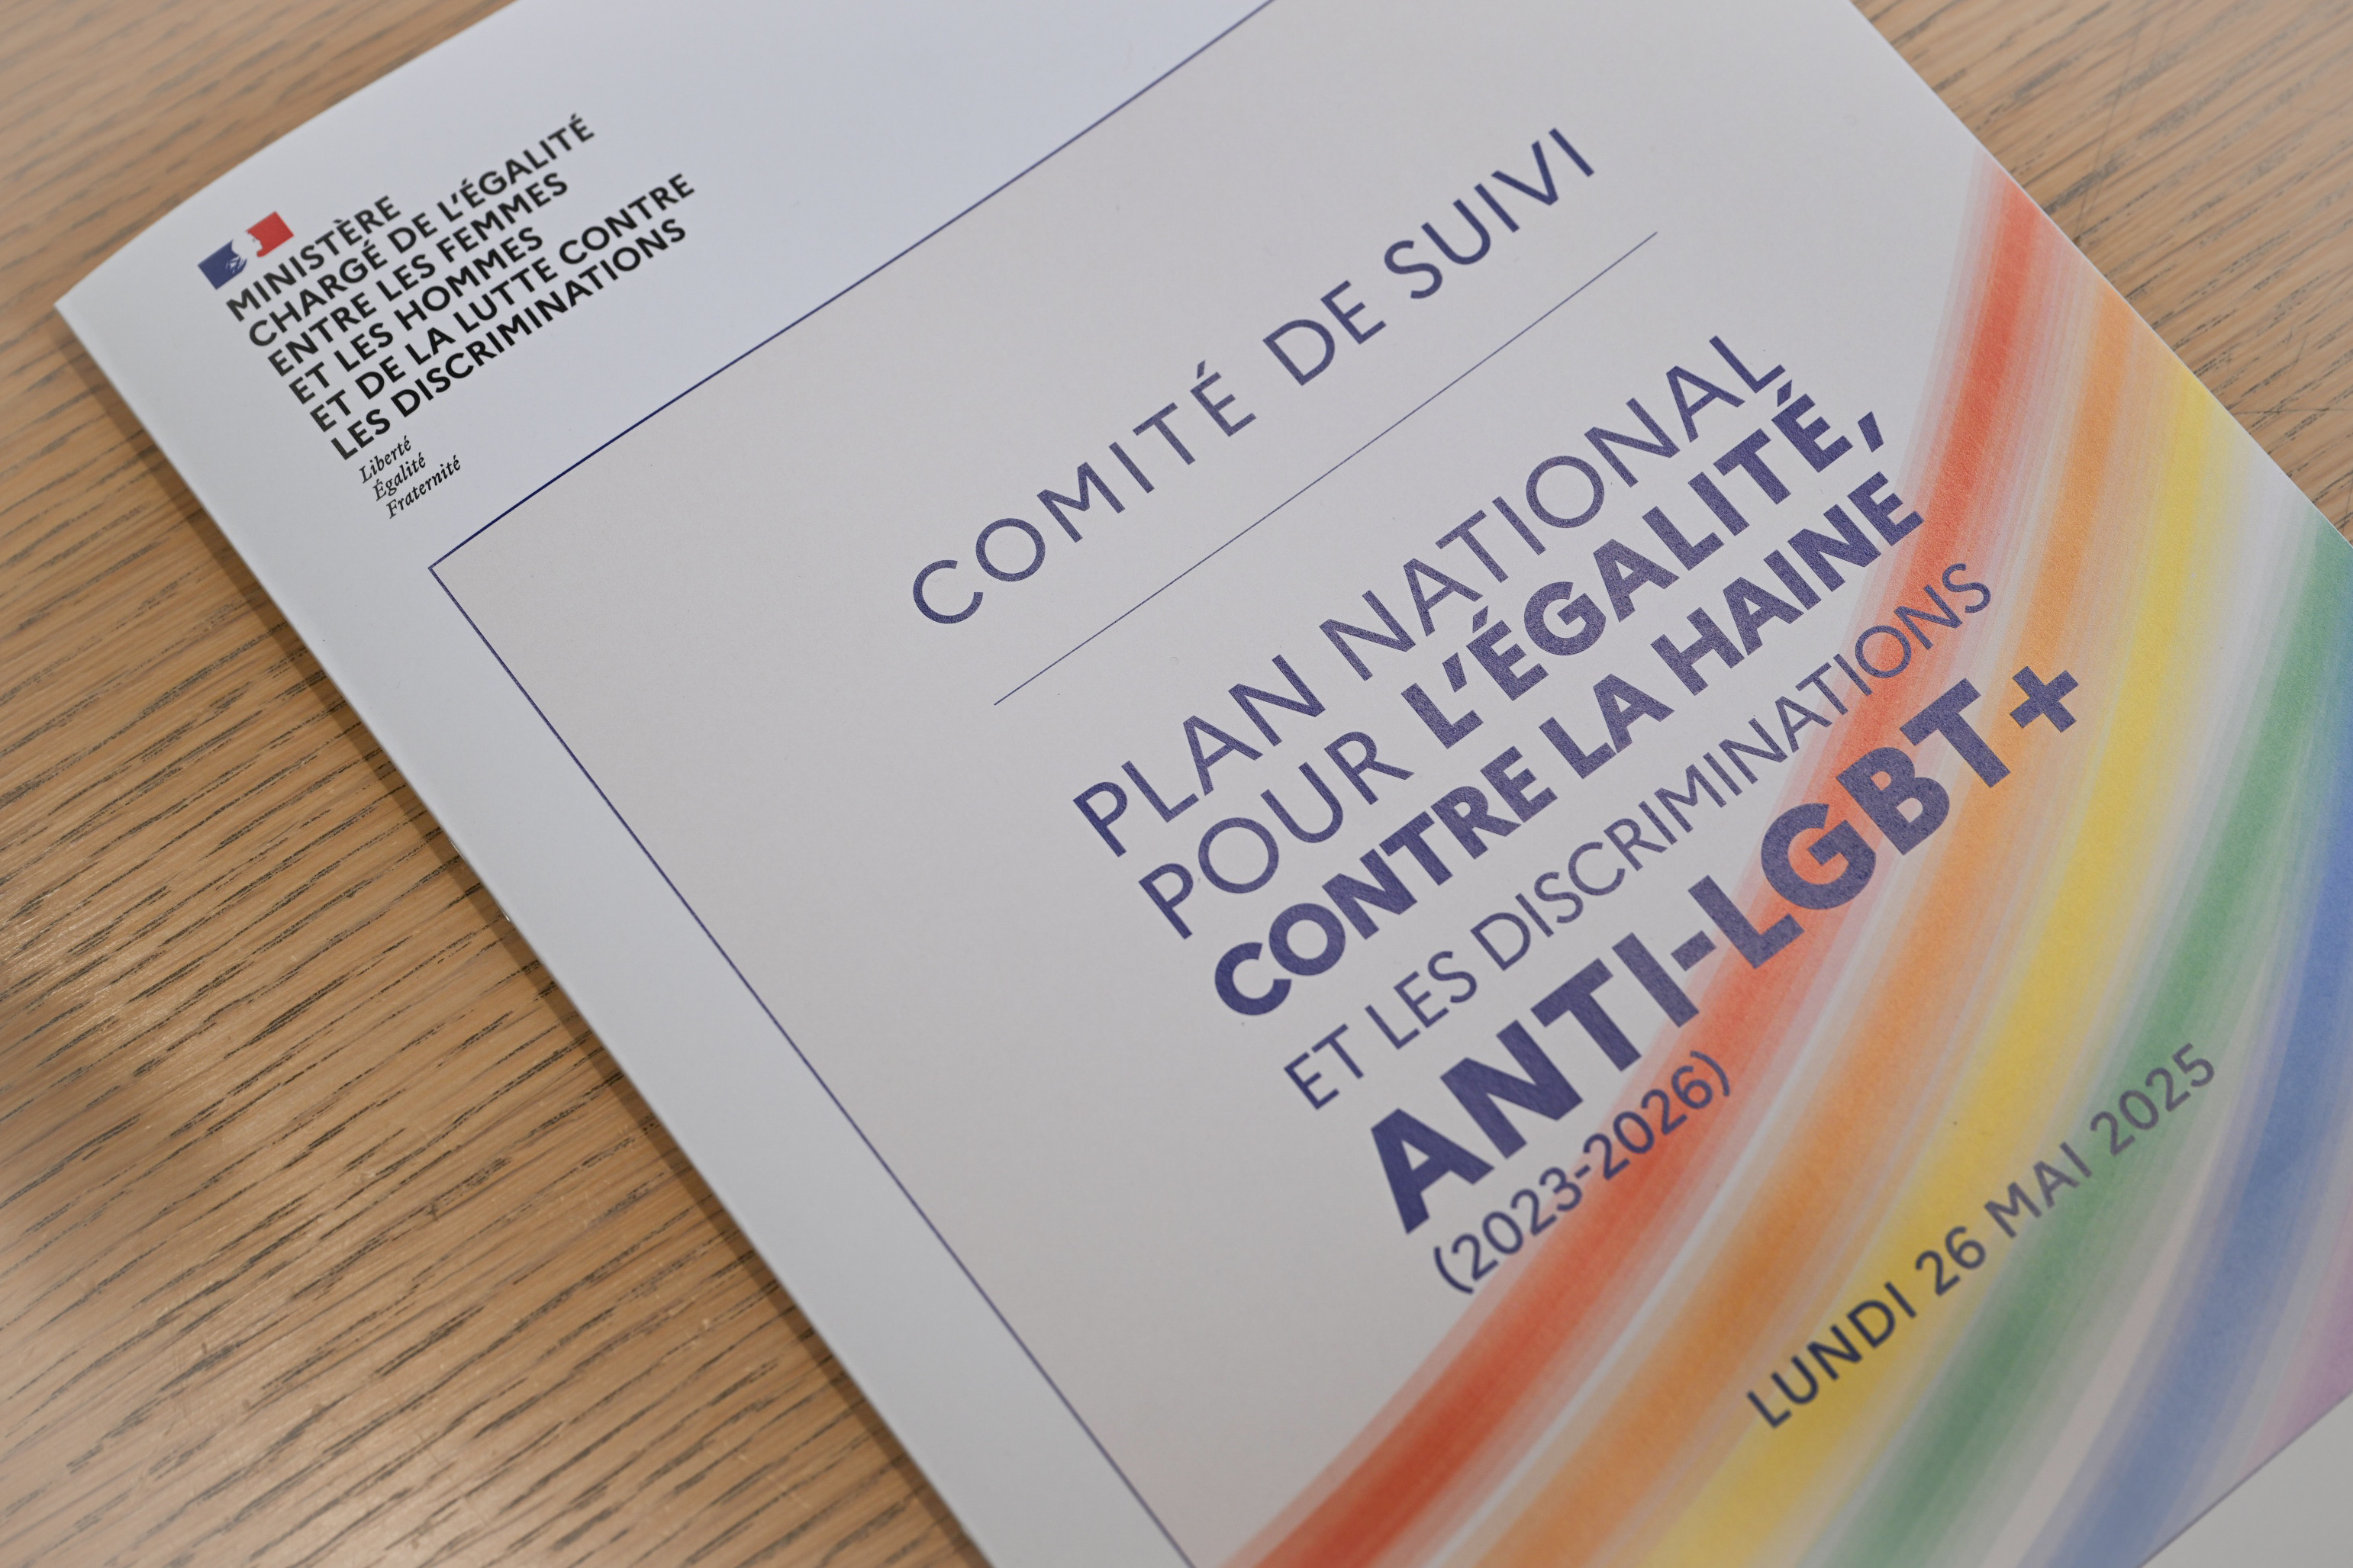 MINISTÈRE
CHARGÉ DE L'ÉGALITÉ
ENTRE LES FEMMES
ET LES HOMMES
ET DE LA LUTTE CONTRE
LES DISCRIMINATIONS
Liberté
Égalité
Fraternité
COMITÉ DE SUIVI
PLAN NATIONAL
POUR L'ÉGALITÉ,
CONTRE LA HAINE
ET LES DISCRIMINATIONS
ANTI-LGBT+
(2023-2026)
LUNDI 26 MAI 2025